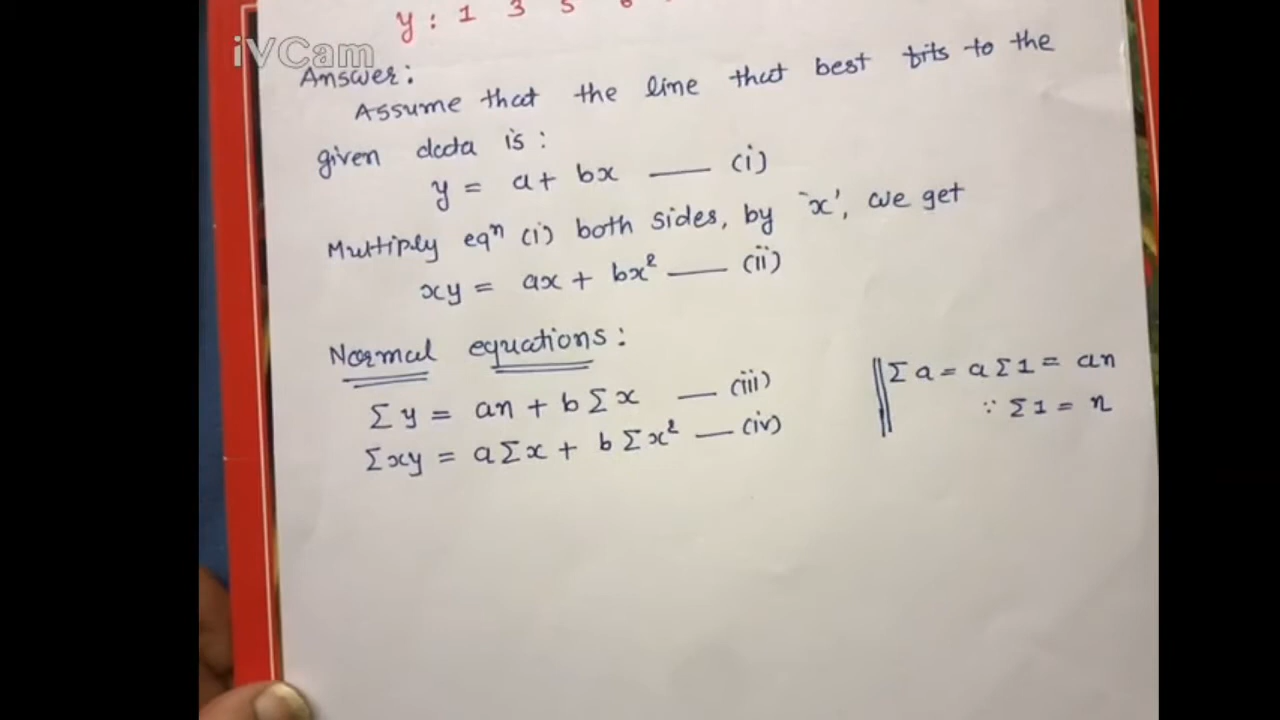 y : 1 3 5 6
iVCam
Answer:
Assume that the line that best fits to the
given data is :
y = a + bx —— (i)
Multiply eqⁿ (i) both sides, by 'x', we get
xy = ax + bx² —— (ii)
Normal equations :
Σy = an + bΣx — (iii)
Σxy = aΣx + bΣx² — (iv)
Σa = aΣ1 = an
∵ Σ1 = n